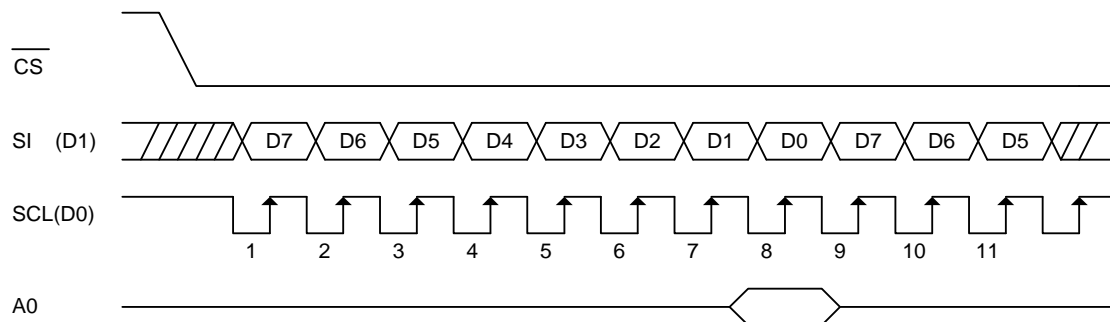 CS
SI (D1) D7 D6 D5 D4 D3 D2 D1 D0 D7 D6 D5
SCL(D0)
1 2 3 4 5 6 7 8 9 10 11
A0